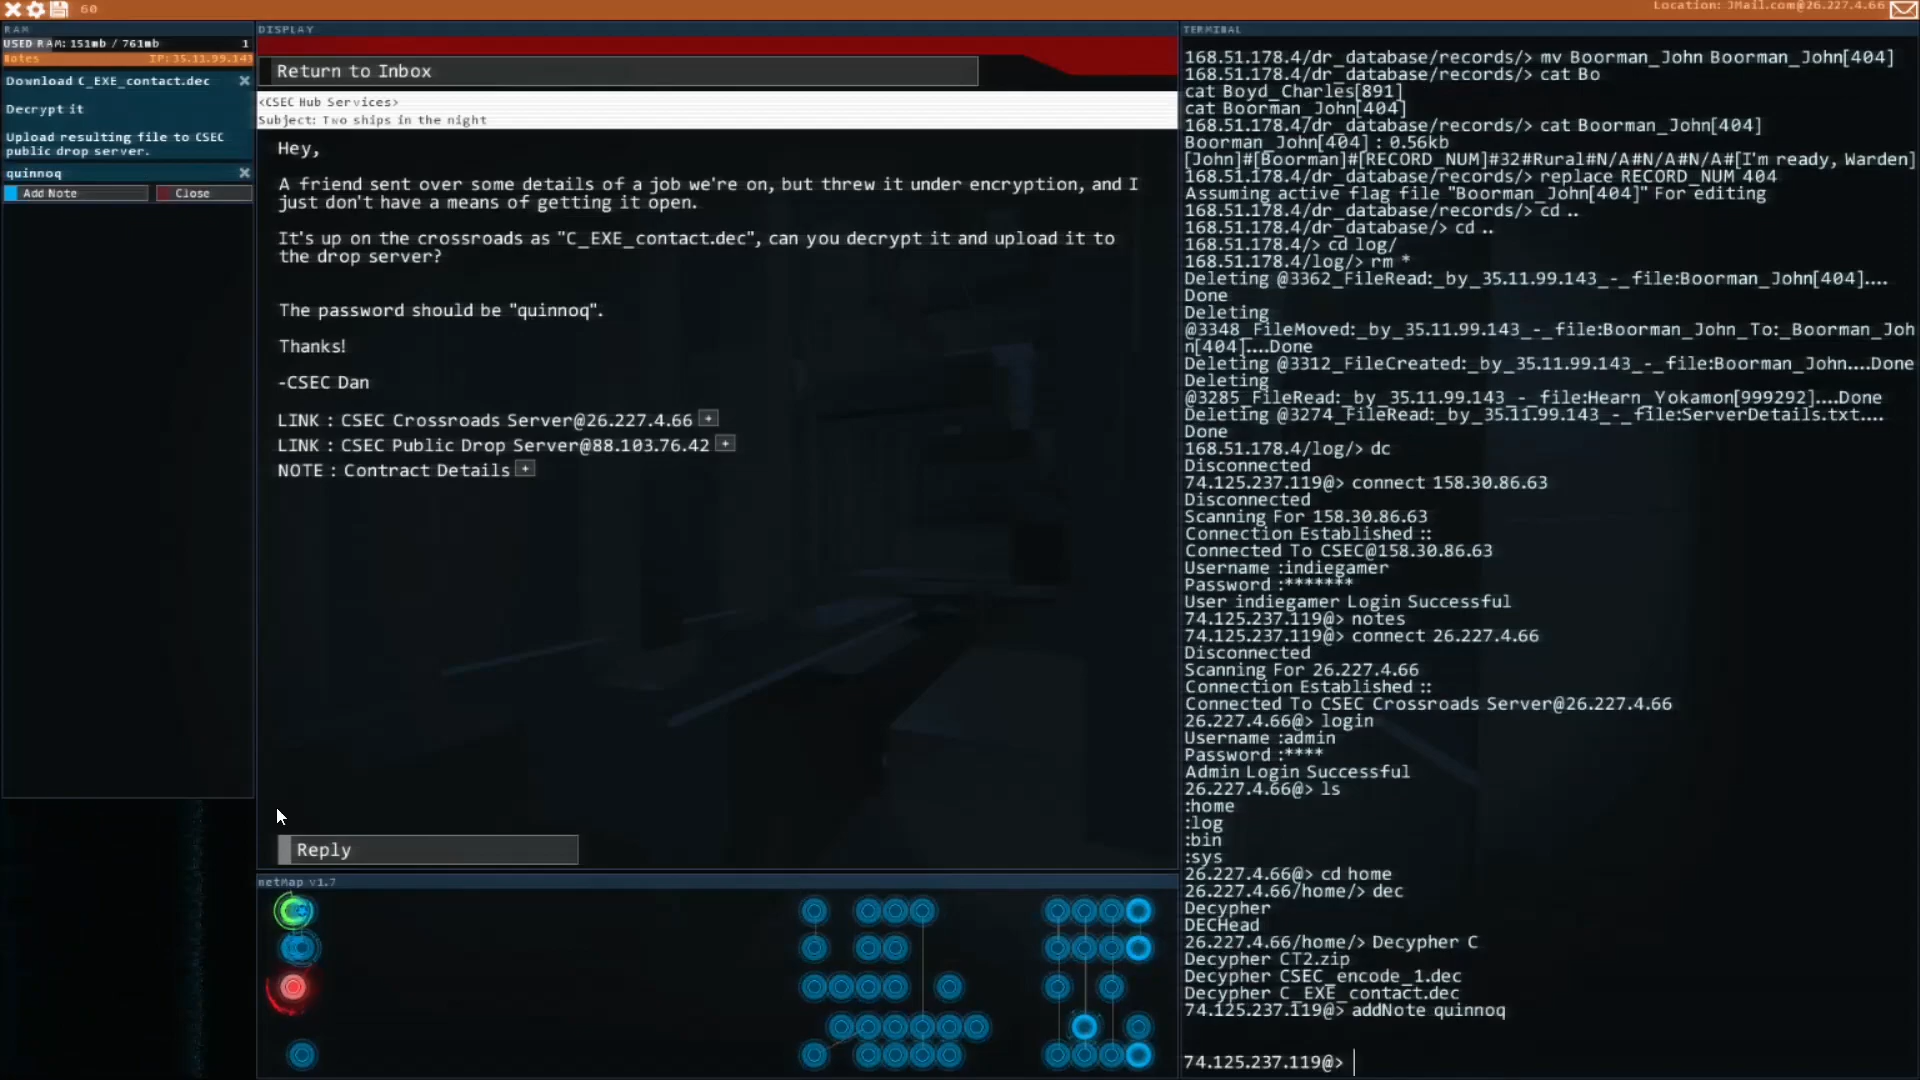 60
Location: JMail.com@26.227.4.66
RAM
USED RAM: 151mb / 761mb 1
Notes IP: 35.11.99.143
Download C_EXE_contact.dec
Decrypt it
Upload resulting file to CSEC
public drop server.
quinnoq
Add Note Close
DISPLAY
Return to Inbox
<CSEC Hub Services>
Subject: Two ships in the night
Hey,
A friend sent over some details of a job we're on, but threw it under encryption, and I
just don't have a means of getting it open.
It's up on the crossroads as "C_EXE_contact.dec", can you decrypt it and upload it to
the drop server?
The password should be "quinnoq".
Thanks!
-CSEC Dan
LINK : CSEC Crossroads Server@26.227.4.66 +
LINK : CSEC Public Drop Server@88.103.76.42 +
NOTE : Contract Details +
Reply
netMap v1.7
TERMINAL
168.51.178.4/dr_database/records/> mv Boorman_John Boorman_John[404]
168.51.178.4/dr_database/records/> cat Bo
cat Boyd_Charles[891]
cat Boorman_John[404]
168.51.178.4/dr_database/records/> cat Boorman_John[404]
Boorman_John[404] : 0.56kb
[John]#[Boorman]#[RECORD_NUM]#32#Rural#N/A#N/A#N/A#[I'm ready, Warden]
168.51.178.4/dr_database/records/> replace RECORD_NUM 404
Assuming active flag file "Boorman_John[404]" For editing
168.51.178.4/dr_database/records/> cd ..
168.51.178.4/dr_database/> cd ..
168.51.178.4/> cd log/
168.51.178.4/log/> rm *
Deleting @3362_FileRead:_by_35.11.99.143_-_file:Boorman_John[404]....
Done
Deleting
@3348_FileMoved:_by_35.11.99.143_-_file:Boorman_John_To:_Boorman_Joh
n[404]....Done
Deleting @3312_FileCreated:_by_35.11.99.143_-_file:Boorman_John....Done
Deleting
@3285_FileRead:_by_35.11.99.143_-_file:Hearn_Yokamon[999292]....Done
Deleting @3274_FileRead:_by_35.11.99.143_-_file:ServerDetails.txt....
Done
168.51.178.4/log/> dc
Disconnected
74.125.237.119@> connect 158.30.86.63
Disconnected
Scanning For 158.30.86.63
Connection Established ::
Connected To CSEC@158.30.86.63
Username :indiegamer
Password :*******
User indiegamer Login Successful
74.125.237.119@> notes
74.125.237.119@> connect 26.227.4.66
Disconnected
Scanning For 26.227.4.66
Connection Established ::
Connected To CSEC Crossroads Server@26.227.4.66
26.227.4.66@> login
Username :admin
Password :****
Admin Login Successful
26.227.4.66@> ls
:home
:log
:bin
:sys
26.227.4.66@> cd home
26.227.4.66/home/> dec
Decypher
DECHead
26.227.4.66/home/> Decypher C
Decypher CT2.zip
Decypher CSEC_encode_1.dec
Decypher C_EXE_contact.dec
74.125.237.119@> addNote quinnoq
74.125.237.119@>